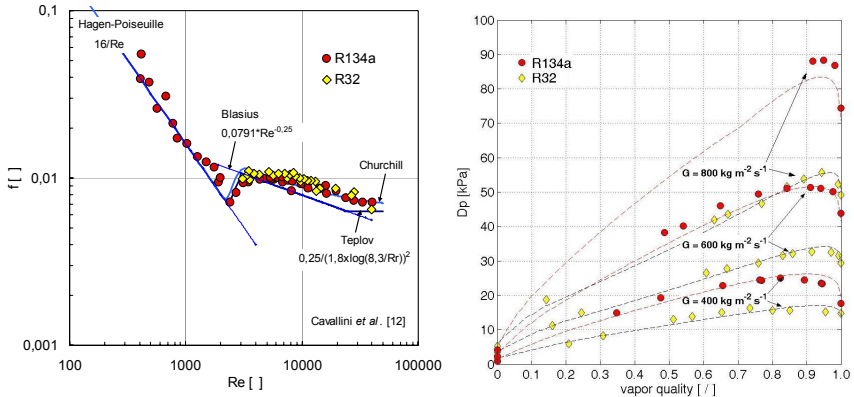 Hagen-Poiseuille
16/Re
R134a
R32
Blasius
0,0791*Re-0,25
Churchill
Teplov
0,25/(1,8xlog(8,3/Rr))2
Cavallini et al. [12]
0,1
0,01
0,001
f [ ]
100
1000
10000
100000
Re [ ]
R134a
R32
G = 800 kg m-2 s-1
G = 600 kg m-2 s-1
G = 400 kg m-2 s-1
100
90
80
70
60
50
40
30
20
10
0
Dp [kPa]
0
0.1
0.2
0.3
0.4
0.5
0.6
0.7
0.8
0.9
1.0
vapor quality [ / ]